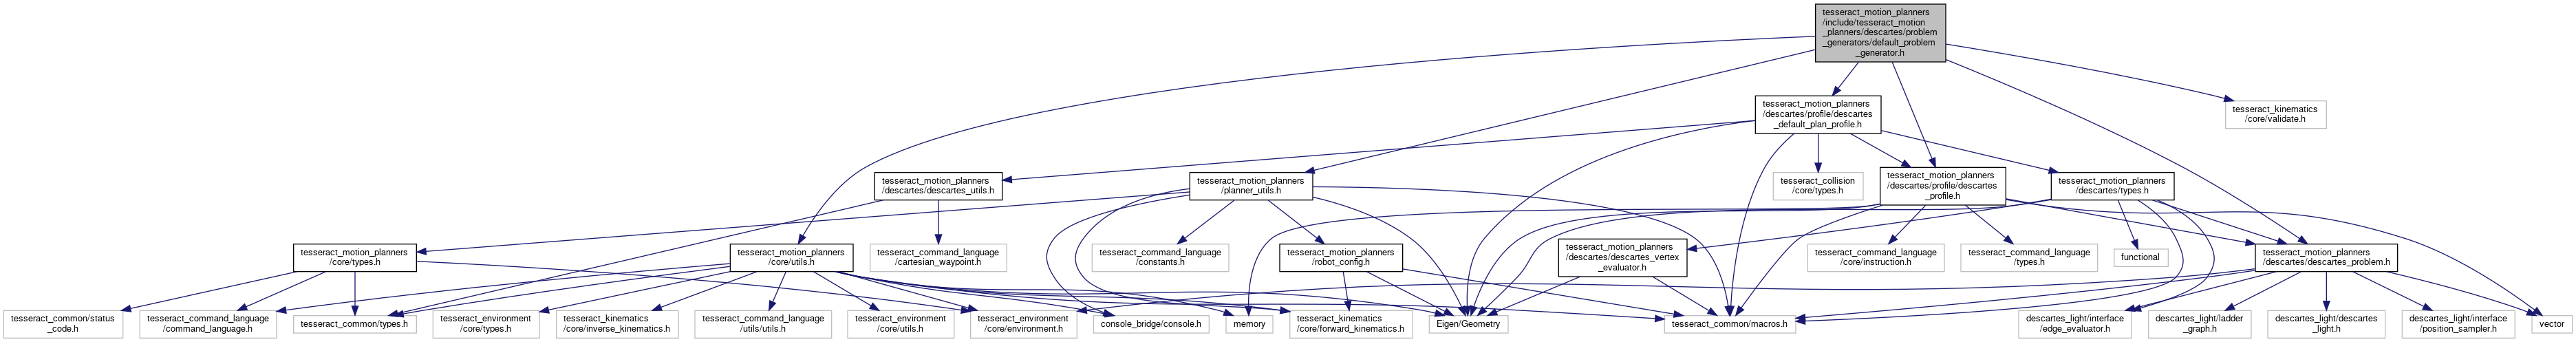 tesseract_motion_planners
/include/tesseract_motion
_planners/descartes/problem
_generators/default_problem
_generator.h
tesseract_motion_planners
/descartes/profile/descartes
_default_plan_profile.h
tesseract_kinematics
/core/validate.h
tesseract_motion_planners
/descartes/descartes_utils.h
tesseract_motion_planners
/planner_utils.h
tesseract_collision
/core/types.h
tesseract_motion_planners
/descartes/profile/descartes
_profile.h
tesseract_motion_planners
/descartes/types.h
tesseract_motion_planners
/core/types.h
tesseract_motion_planners
/core/utils.h
tesseract_command_language
/cartesian_waypoint.h
tesseract_command_language
/constants.h
tesseract_motion_planners
/robot_config.h
tesseract_motion_planners
/descartes/descartes_vertex
_evaluator.h
tesseract_command_language
/core/instruction.h
tesseract_command_language
/types.h
functional
tesseract_motion_planners
/descartes/descartes_problem.h
tesseract_common/status
_code.h
tesseract_command_language
/command_language.h
tesseract_common/types.h
tesseract_environment
/core/types.h
tesseract_kinematics
/core/inverse_kinematics.h
tesseract_command_language
/utils/utils.h
tesseract_environment
/core/utils.h
tesseract_environment
/core/environment.h
console_bridge/console.h
memory
tesseract_kinematics
/core/forward_kinematics.h
Eigen/Geometry
tesseract_common/macros.h
descartes_light/interface
/edge_evaluator.h
descartes_light/ladder
_graph.h
descartes_light/descartes
_light.h
descartes_light/interface
/position_sampler.h
vector